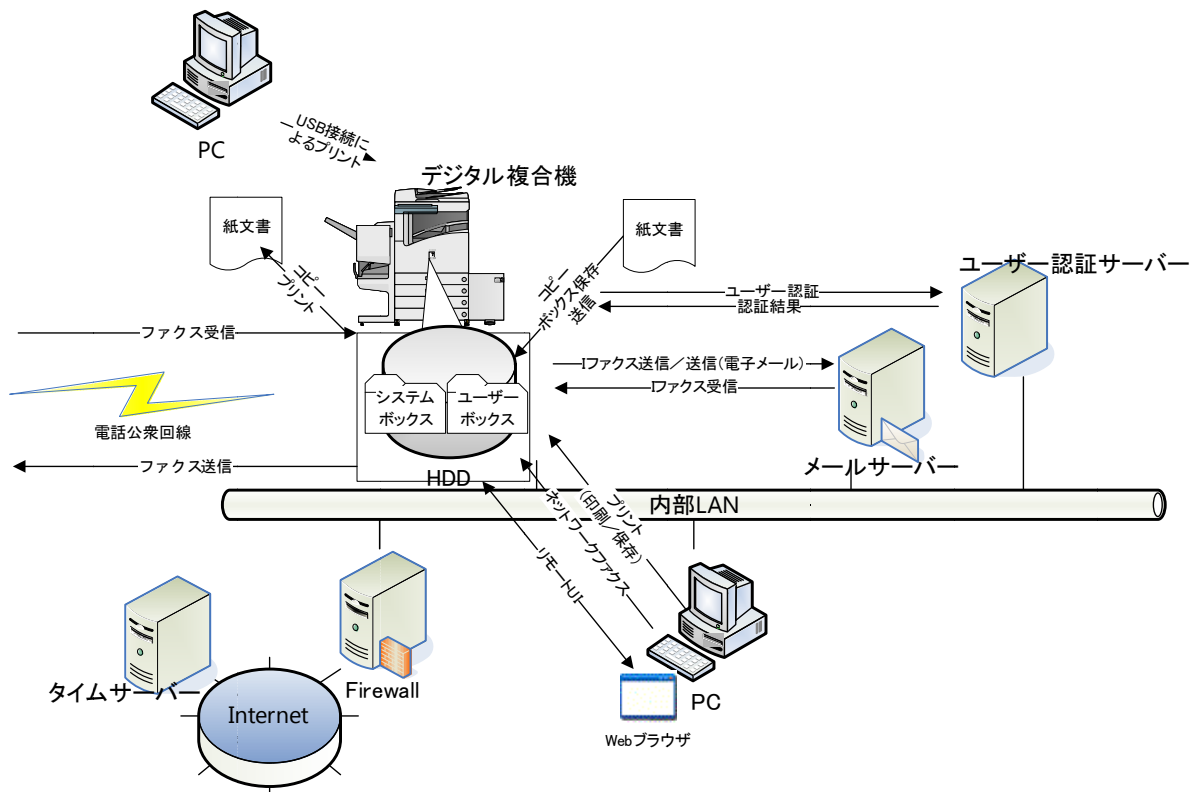 PC
USB接続に
よるプリント
デジタル複合機
紙文書
コピー
プリント
紙文書
コピー
ボックス保存
送信
ユーザー認証サーバー
ユーザー認証
認証結果
ファクス受信
Iファクス送信／送信(電子メール)
Iファクス受信
システム
ボックス
ユーザー
ボックス
電話公衆回線
ファクス送信
HDD
メールサーバー
内部LAN
プリント
(印刷／保存)
ネットワークファクス
リモートUI
タイムサーバー
Firewall
Internet
PC
Webブラウザ